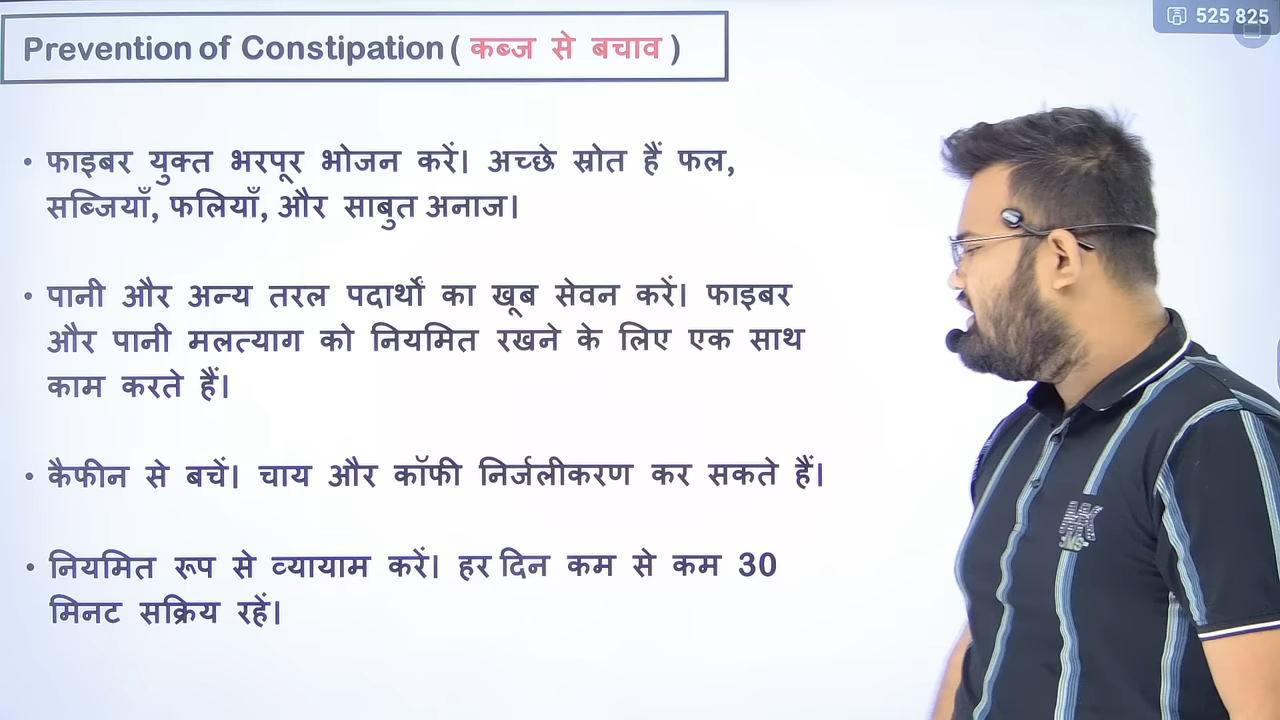 525 825
Prevention of Constipation ( कब्ज से बचाव )
• फाइबर युक्त भरपूर भोजन करें। अच्छे स्रोत हैं फल,
सब्जियाँ, फलियाँ, और साबुत अनाज।
• पानी और अन्य तरल पदार्थों का खूब सेवन करें। फाइबर
और पानी मलत्याग को नियमित रखने के लिए एक साथ
काम करते हैं।
• कैफीन से बचें। चाय और कॉफी निर्जलीकरण कर सकते हैं।
• नियमित रूप से व्यायाम करें। हर दिन कम से कम 30
मिनट सक्रिय रहें।